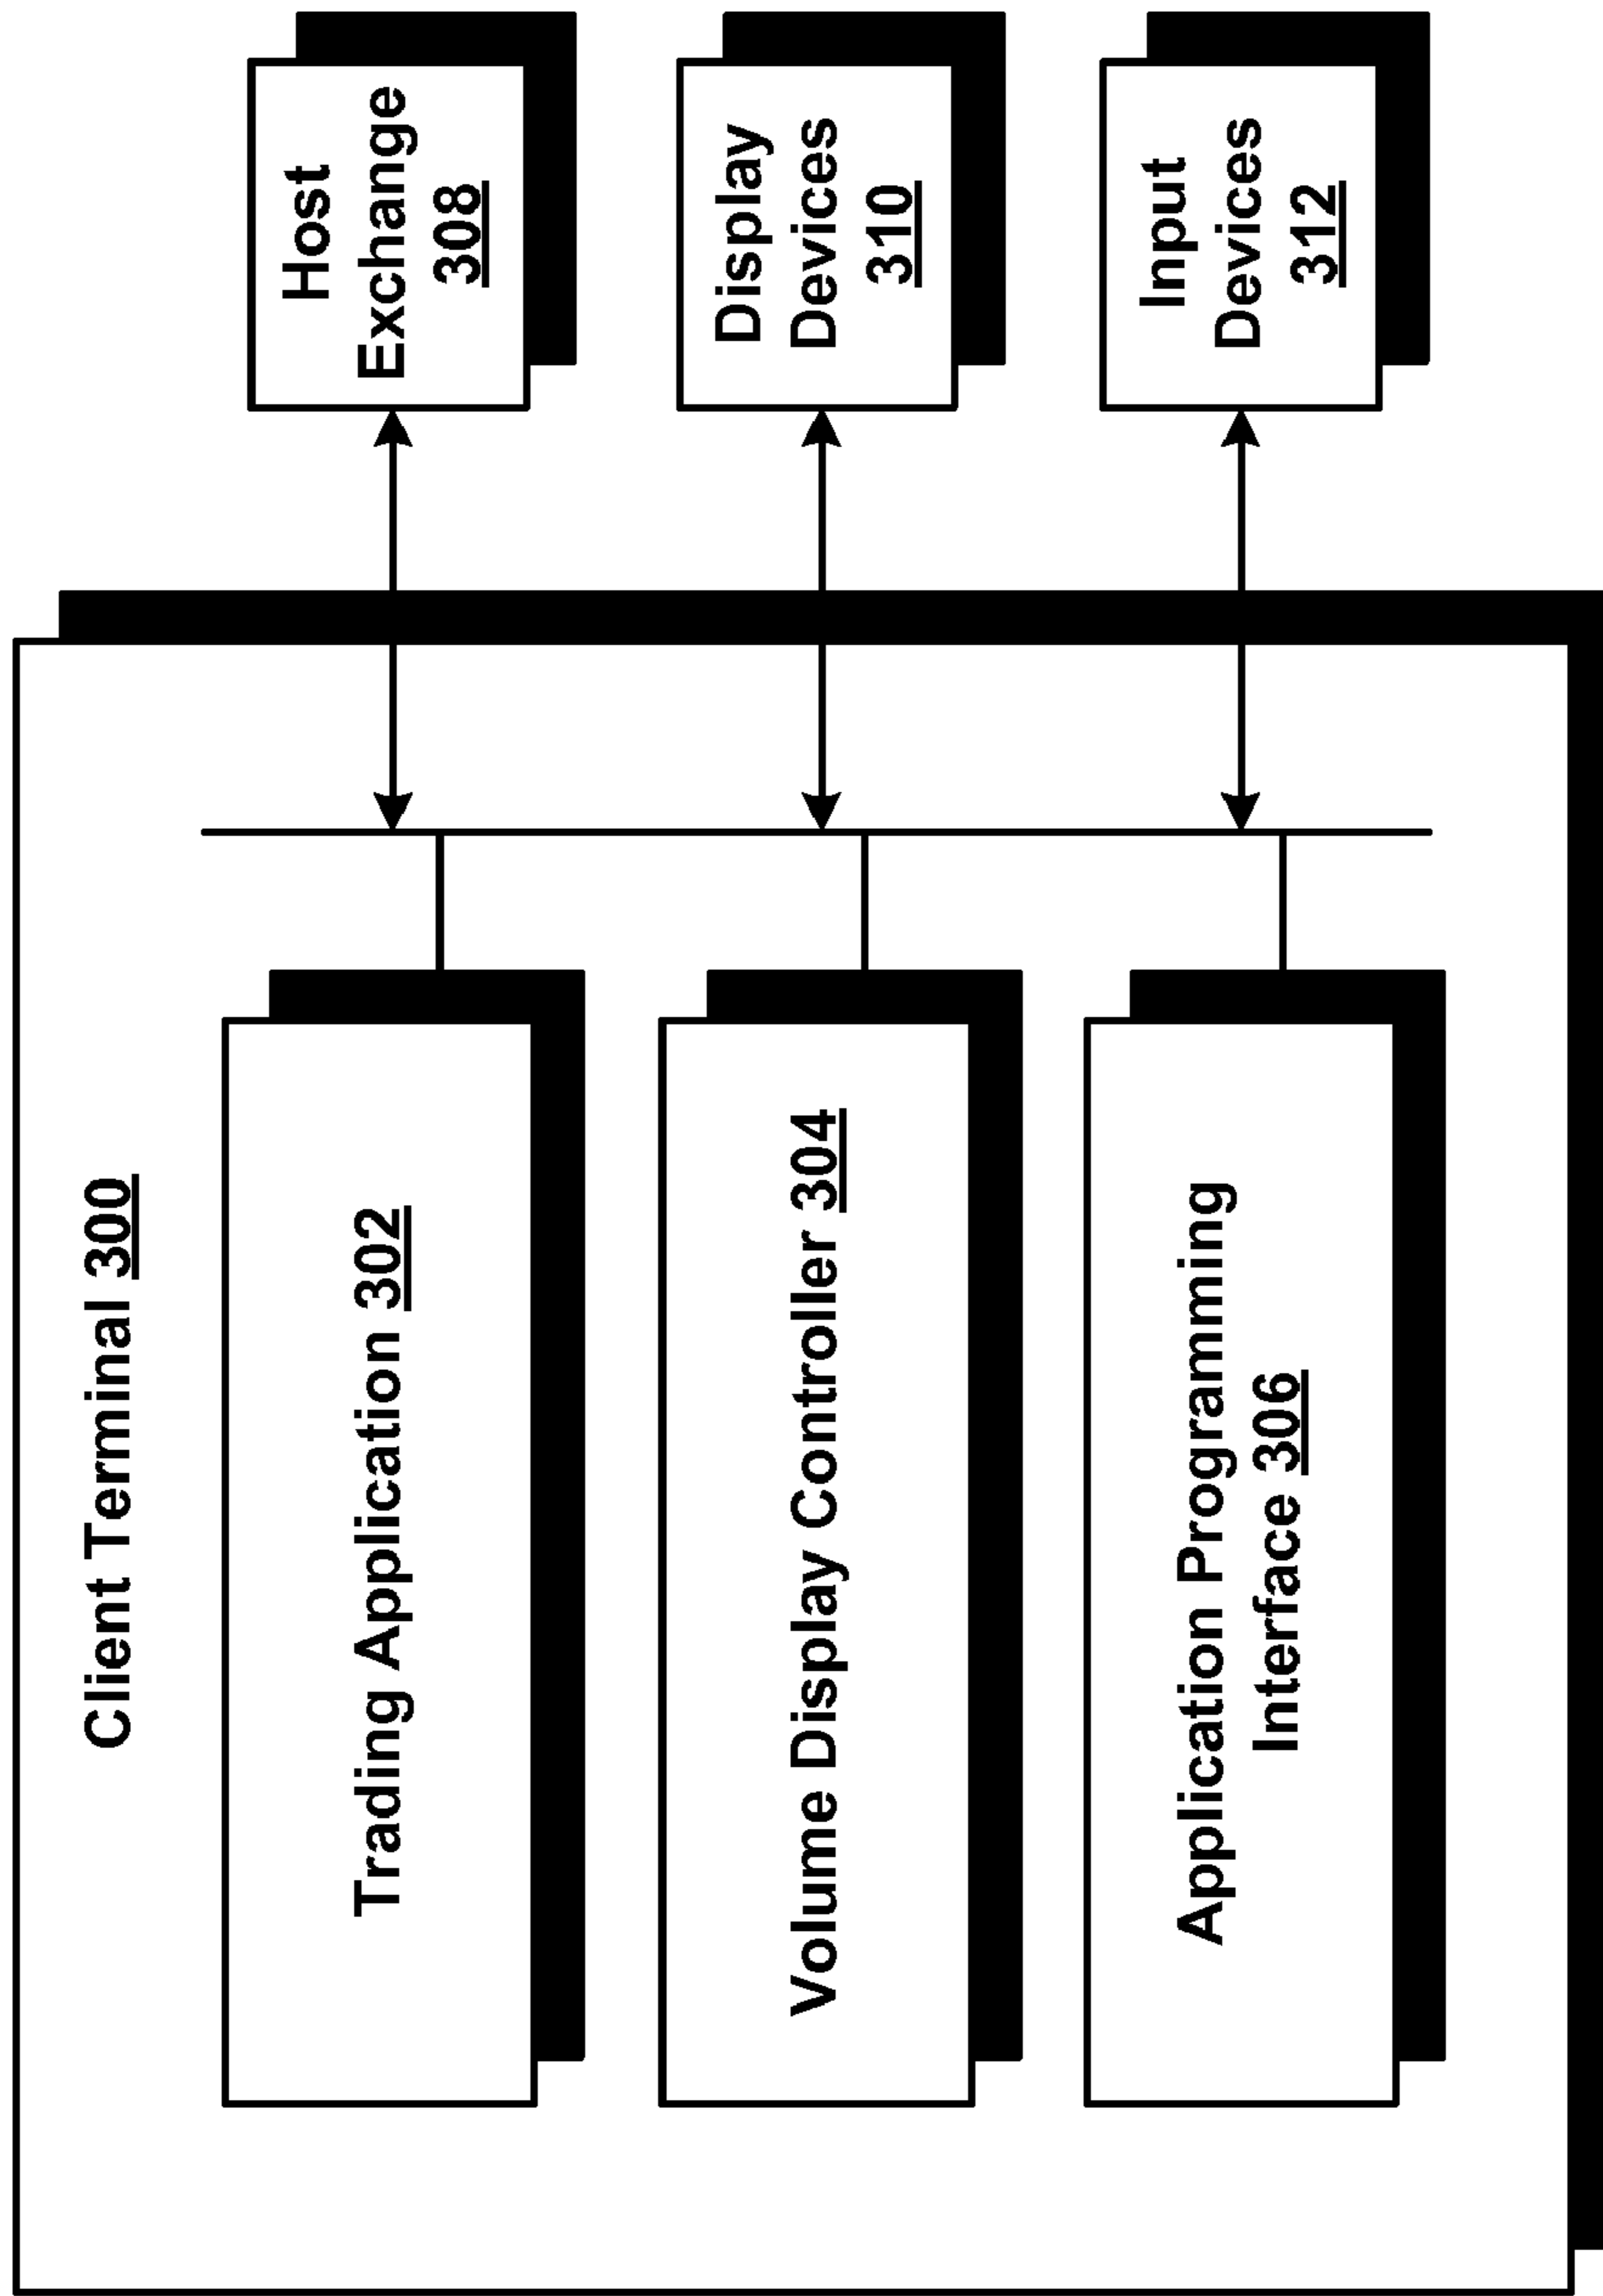 Client Terminal 300
Trading Application 302
Volume Display Controller 304
Application Programming
Interface 306
Host
Exchange
308
Display
Devices
310
Input
Devices
312